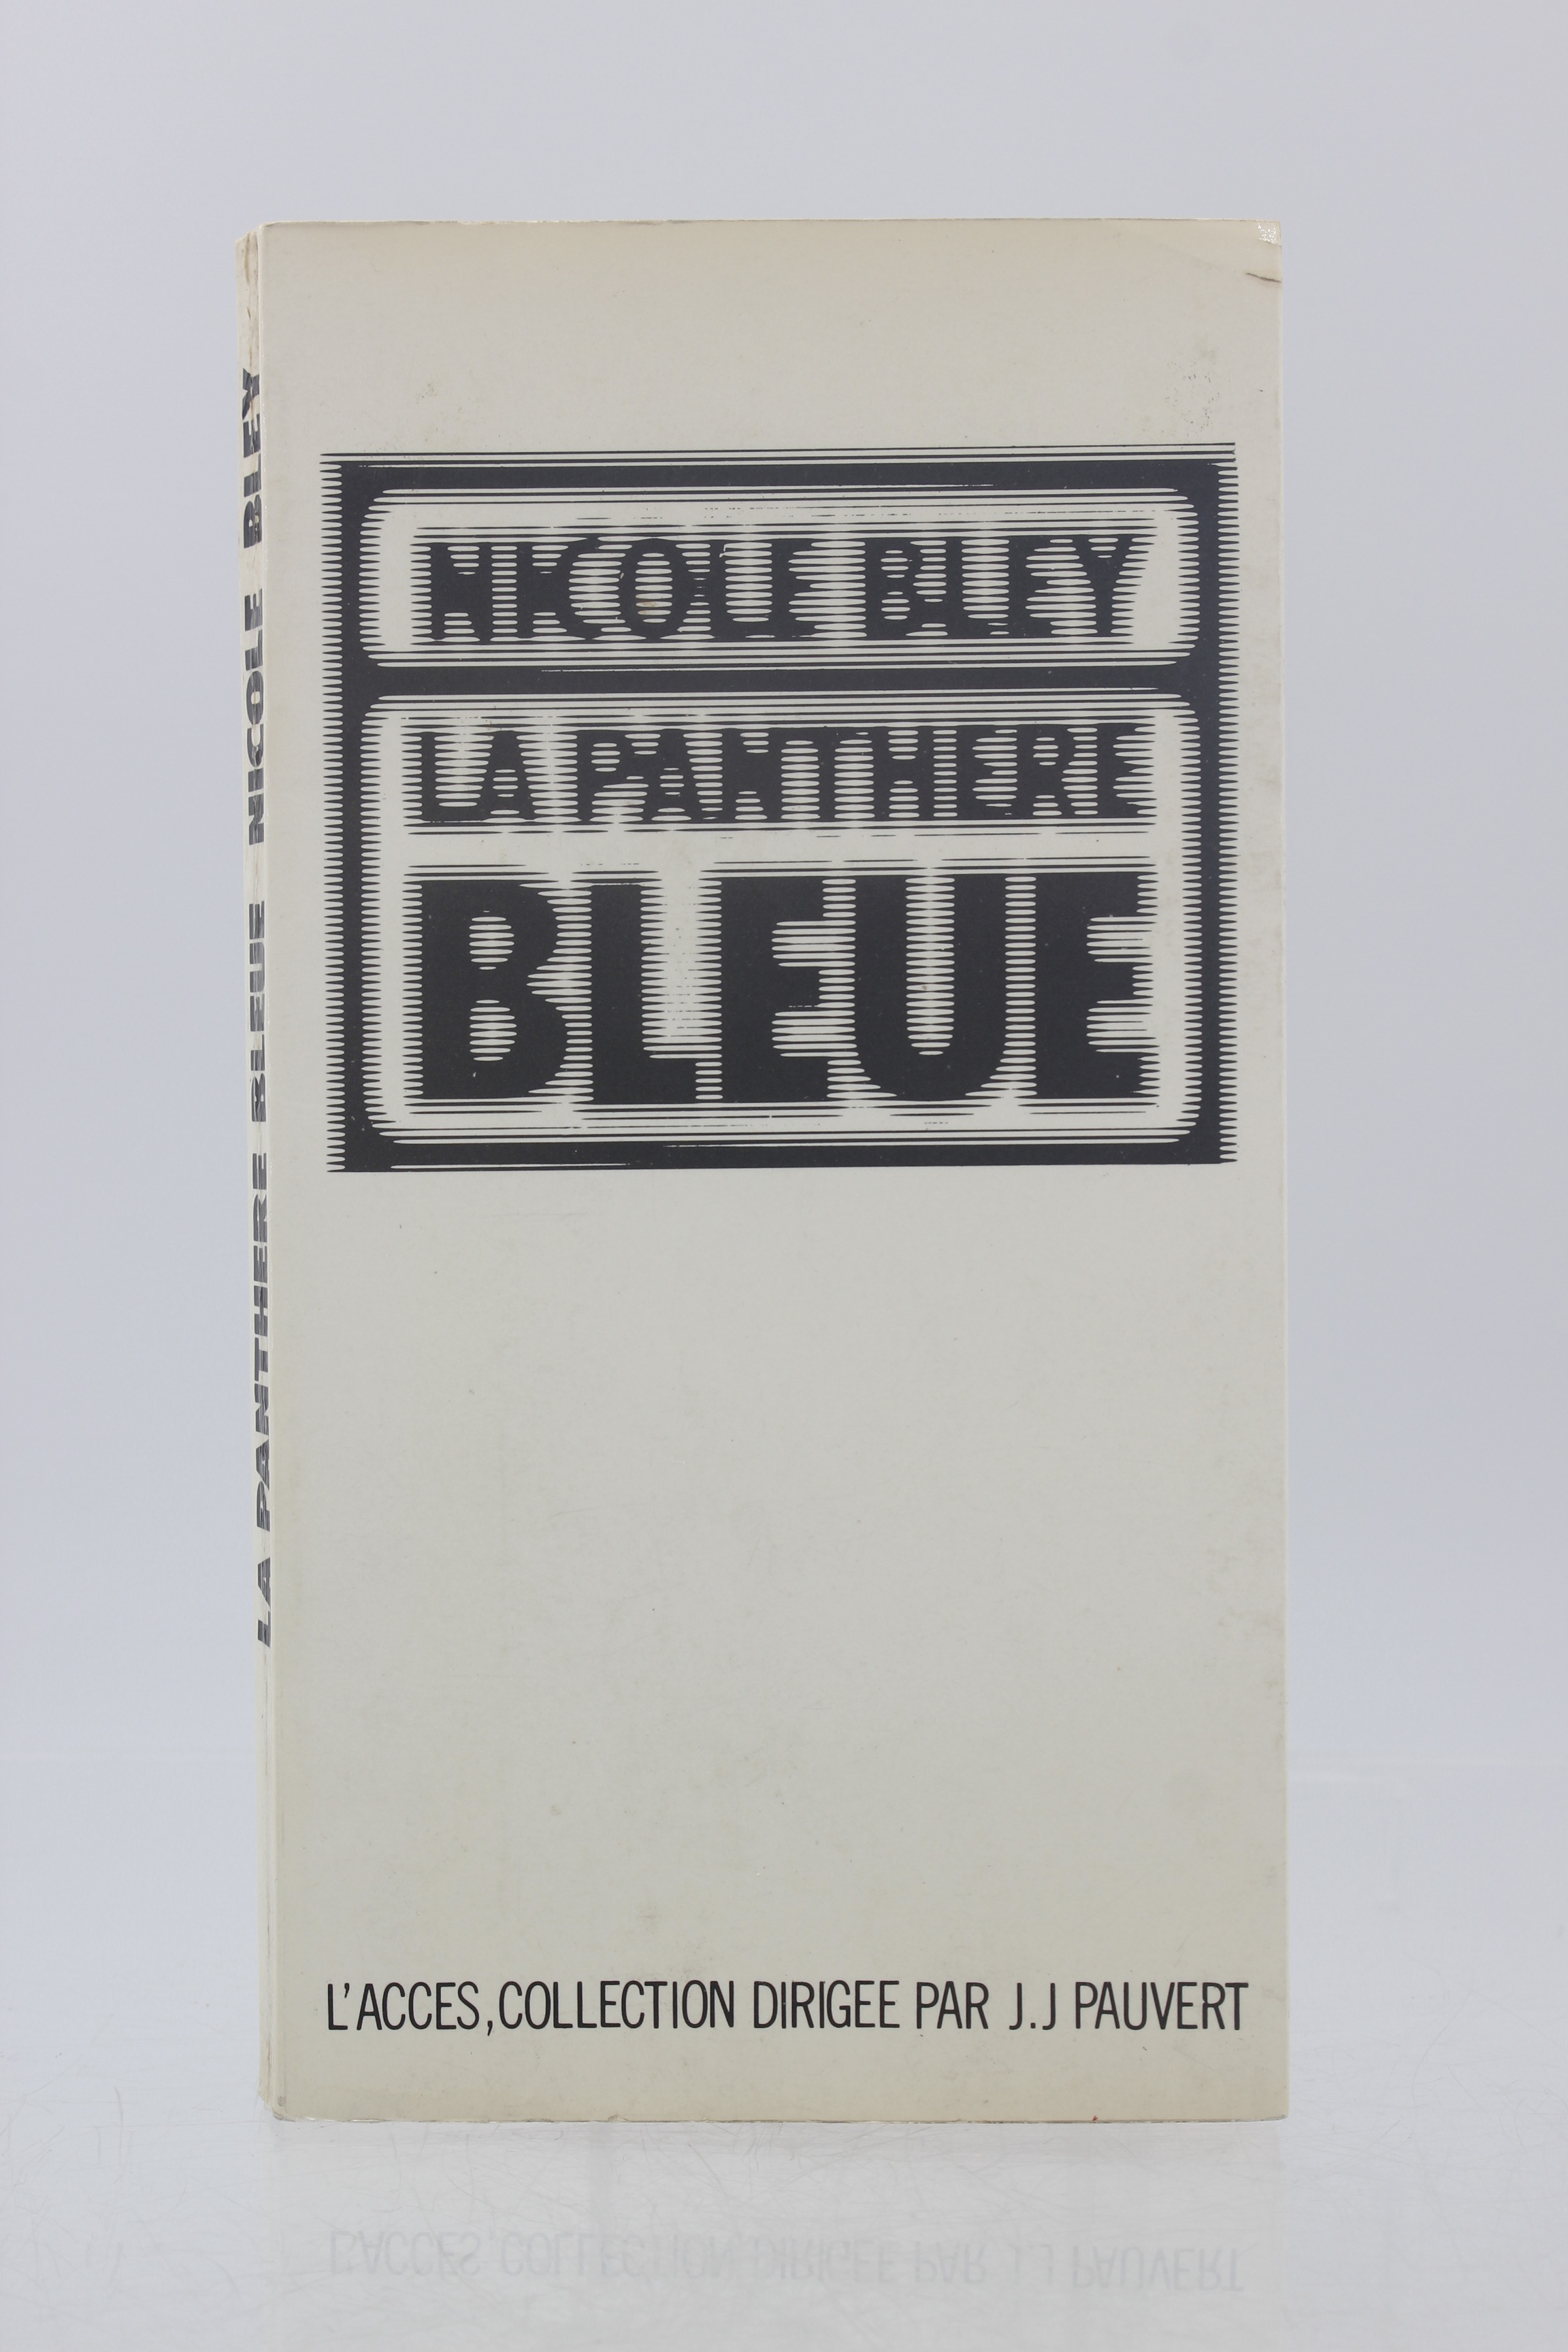 NICOLE BLEY
LA PANTHERE
BLEUE
L'ACCES, COLLECTION DIRIGEE PAR J.J PAUVERT
LA PANTHERE BLEUE NICOLE BLEY